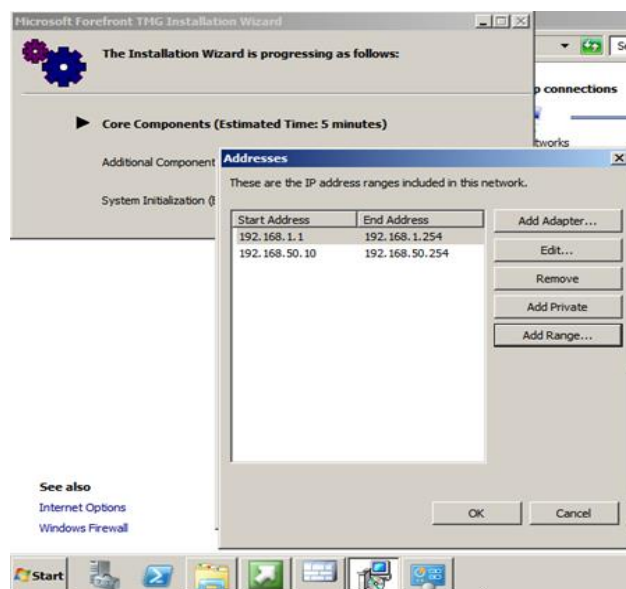 Microsoft Forefront TMG Installation Wizard
The Installation Wizard is progressing as follows:
Core Components (Estimated Time: 5 minutes)
Additional Component
System Initialization (
p connections
tworks
Addresses
These are the IP address ranges included in this network.
Start Address End Address
192.168.1.1 192.168.1.254
192.168.50.10 192.168.50.254
Add Adapter...
Edit...
Remove
Add Private
Add Range...
OK Cancel
See also
Internet Options
Windows Firewall
Start